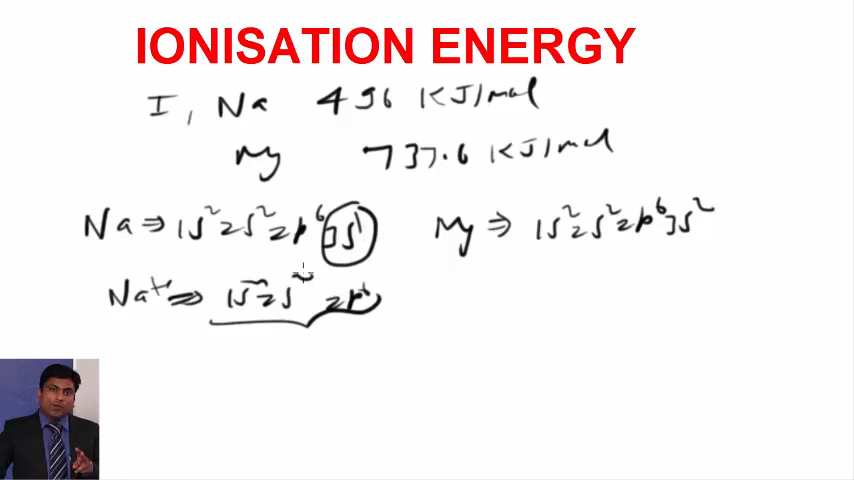 IONISATION ENERGY
I, Na 496 KJ/mol
Mg 737.6 KJ/mol
Na ⇒ 1s²2s²2p⁶3s¹ Mg ⇒ 1s²2s²2p⁶3s²
Na⁺ ⇒ 1s²2s²2p⁶